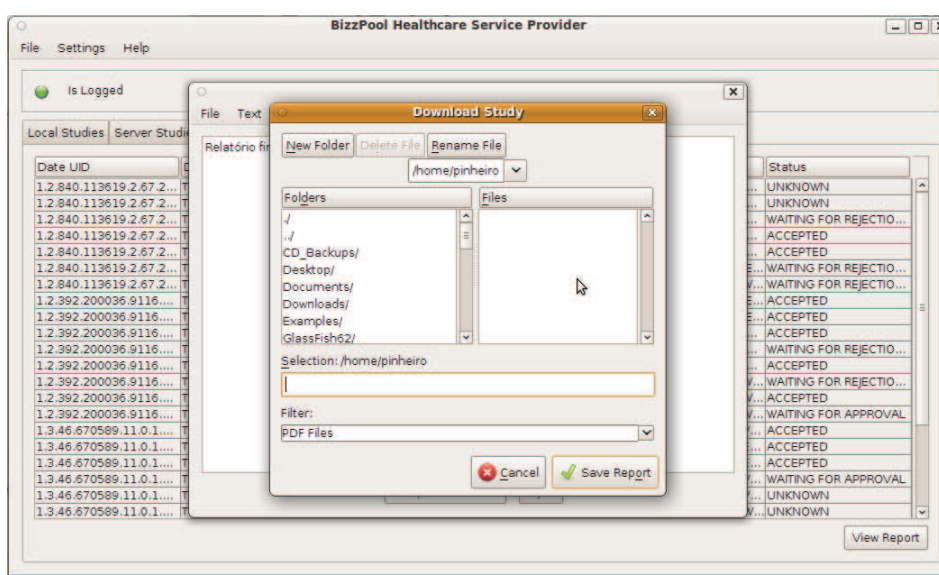 BizzPool Healthcare Service Provider
File Settings Help
Is Logged
File Text
Download Study
Local Studies Server Studi
Relatório fir
New Folder Delete File Rename File
/home/pinheiro
Date UID
Status
Folders
Files
./
../
CD_Backups/
Desktop/
Documents/
Downloads/
Examples/
GlassFish62/
Selection: /home/pinheiro
Filter:
PDF Files
Cancel
Save Report
1.2.840.113619.2.67.2... T
1.2.840.113619.2.67.2... T
1.2.840.113619.2.67.2... T
1.2.840.113619.2.67.2... T
1.2.840.113619.2.67.2... T
1.2.840.113619.2.67.2... T
1.2.840.113619.2.67.2... T
1.2.392.200036.9116.... T
1.2.392.200036.9116.... T
1.2.392.200036.9116.... T
1.2.392.200036.9116.... T
1.2.392.200036.9116.... T
1.2.392.200036.9116.... T
1.2.392.200036.9116.... T
1.2.392.200036.9116.... T
1.3.46.670589.11.0.1.... T
1.3.46.670589.11.0.1.... T
1.3.46.670589.11.0.1.... T
1.3.46.670589.11.0.1.... T
1.3.46.670589.11.0.1.... T
1.3.46.670589.11.0.1.... T
UNKNOWN
UNKNOWN
WAITING FOR REJECTIO...
ACCEPTED
ACCEPTED
WAITING FOR REJECTIO...
WAITING FOR REJECTIO...
ACCEPTED
ACCEPTED
ACCEPTED
WAITING FOR REJECTIO...
ACCEPTED
WAITING FOR REJECTIO...
ACCEPTED
WAITING FOR APPROVAL
ACCEPTED
ACCEPTED
ACCEPTED
WAITING FOR APPROVAL
UNKNOWN
UNKNOWN
View Report